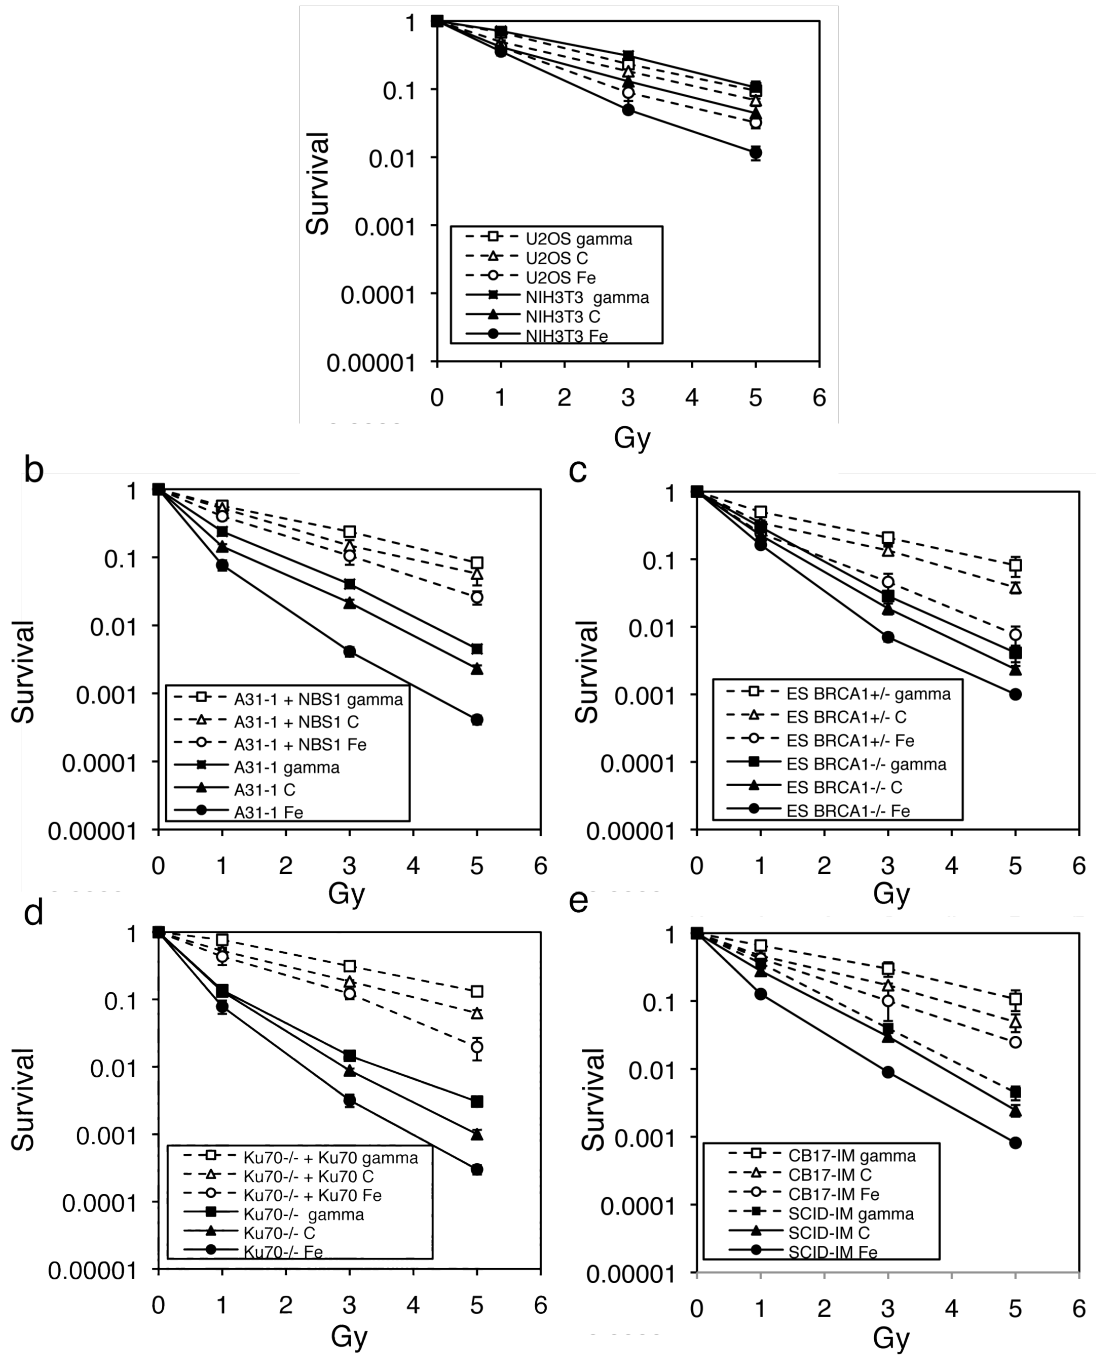 1
0.1
0.01
0.001
0.0001
0.00001
Survival
U2OS gamma
U2OS C
U2OS Fe
NIH3T3 gamma
NIH3T3 C
NIH3T3 Fe
0 1 2 3 4 5 6
Gy
b
1
0.1
0.01
0.001
0.0001
0.00001
Survival
A31-1 + NBS1 gamma
A31-1 + NBS1 C
A31-1 + NBS1 Fe
A31-1 gamma
A31-1 C
A31-1 Fe
0 1 2 3 4 5 6
Gy
c
1
0.1
0.01
0.001
0.0001
0.00001
Survival
ES BRCA1+/- gamma
ES BRCA1+/- C
ES BRCA1+/- Fe
ES BRCA1-/- gamma
ES BRCA1-/- C
ES BRCA1-/- Fe
0 1 2 3 4 5 6
Gy
d
1
0.1
0.01
0.001
0.0001
0.00001
Survival
Ku70-/- + Ku70 gamma
Ku70-/- + Ku70 C
Ku70-/- + Ku70 Fe
Ku70-/- gamma
Ku70-/- C
Ku70-/- Fe
0 1 2 3 4 5 6
Gy
e
1
0.1
0.01
0.001
0.0001
0.00001
Survival
CB17-IM gamma
CB17-IM C
CB17-IM Fe
SCID-IM gamma
SCID-IM C
SCID-IM Fe
0 1 2 3 4 5 6
Gy